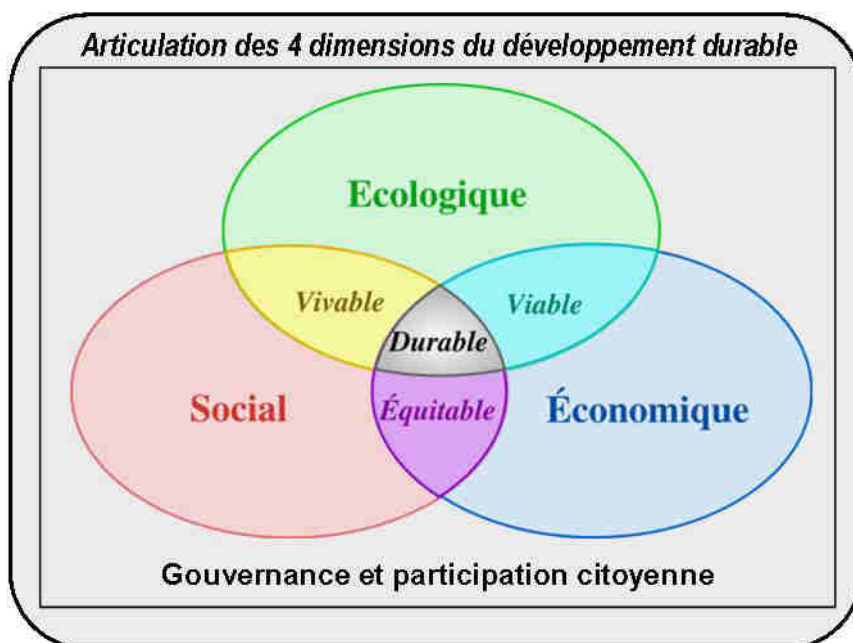 Articulation des 4 dimensions du développement durable
Ecologique
Vivable
Viable
Durable
Social
Équitable
Économique
Gouvernance et participation citoyenne